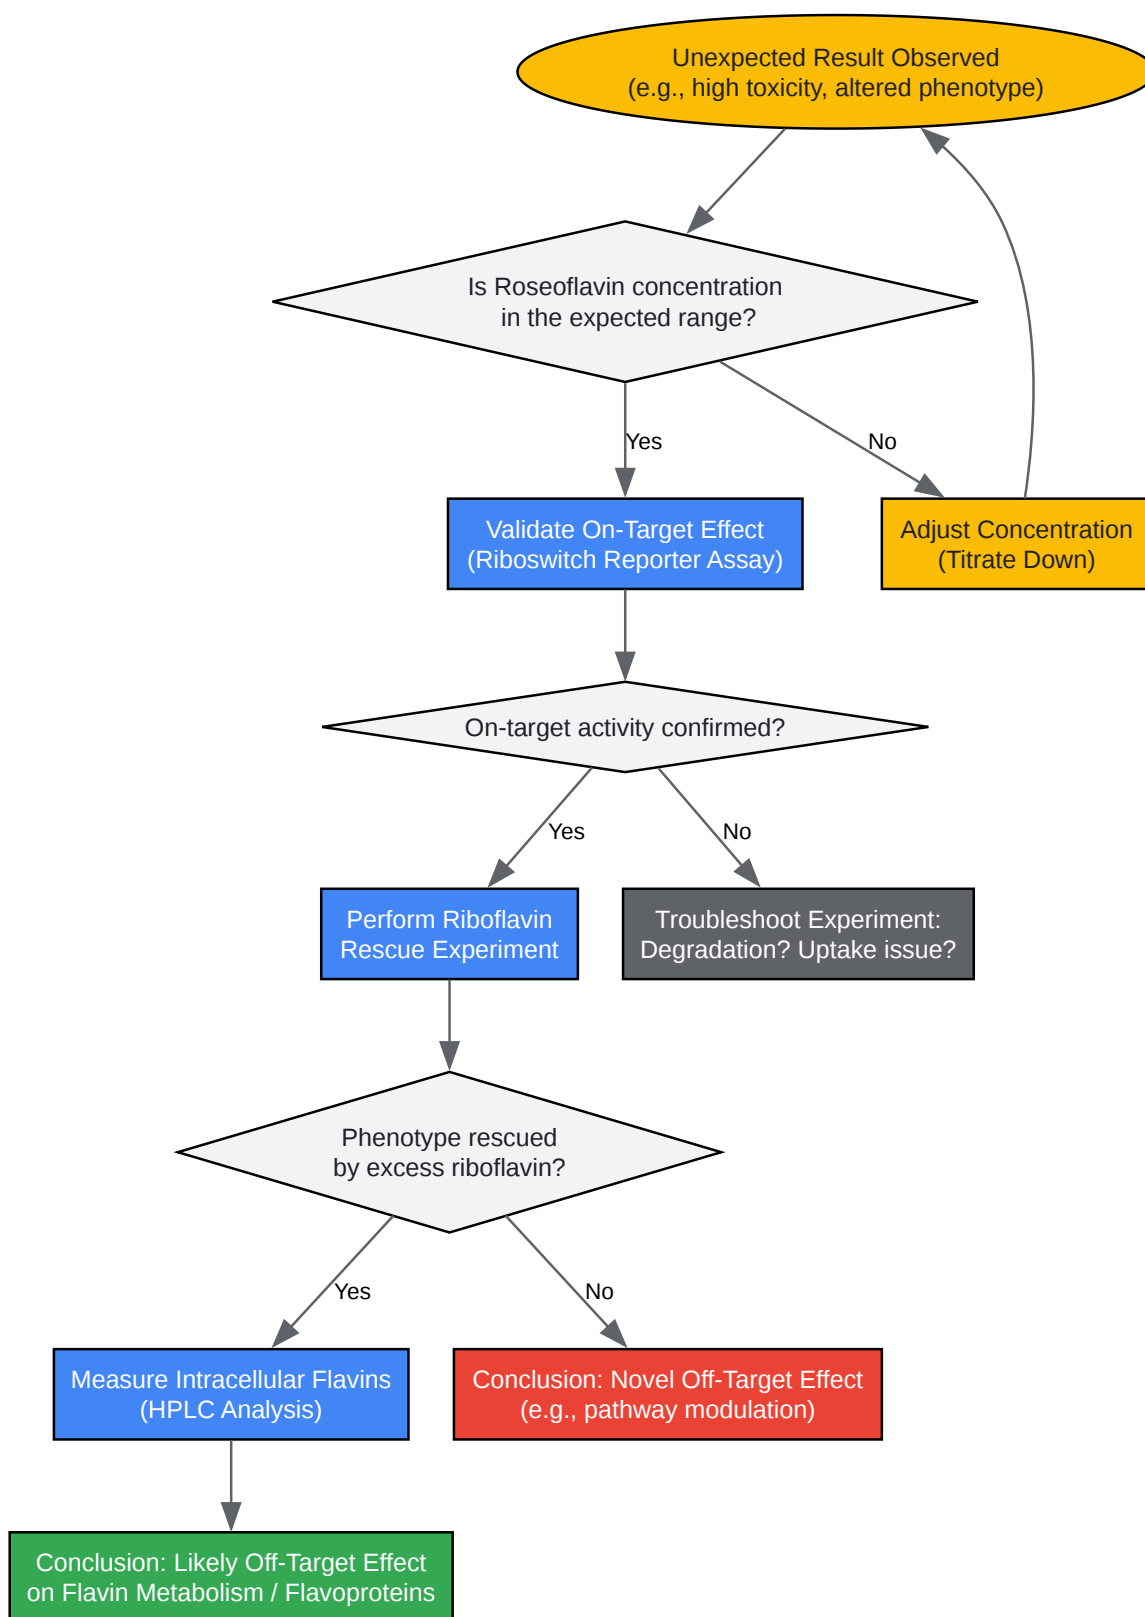 Unexpected Result Observed
(e.g., high toxicity, altered phenotype)
Is Roseoflavin concentration
in the expected range?
Yes
No
Validate On-Target Effect
(Riboswitch Reporter Assay)
Adjust Concentration
(Titrate Down)
On-target activity confirmed?
Yes
No
Perform Riboflavin
Rescue Experiment
Troubleshoot Experiment:
Degradation? Uptake issue?
Phenotype rescued
by excess riboflavin?
Yes
No
Measure Intracellular Flavins
(HPLC Analysis)
Conclusion: Novel Off-Target Effect
(e.g., pathway modulation)
Conclusion: Likely Off-Target Effect
on Flavin Metabolism / Flavoproteins